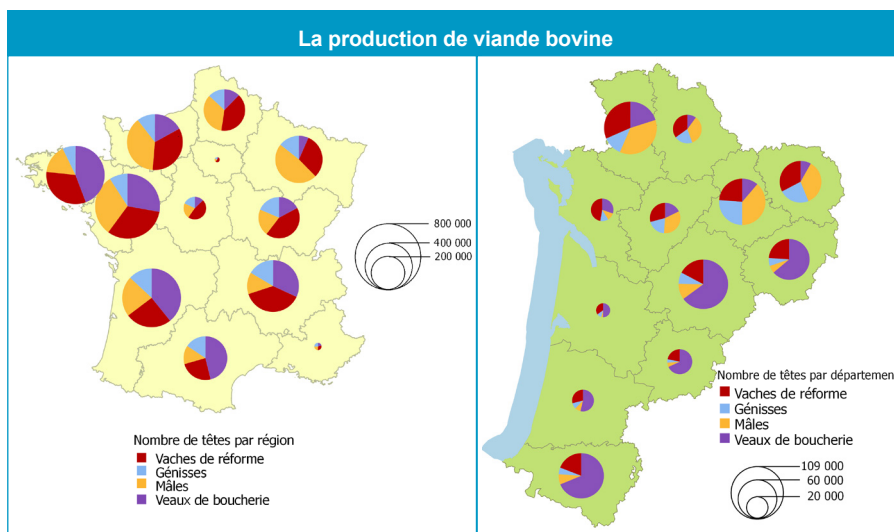 La production de viande bovine
800 000
400 000
200 000
Nombre de têtes par région
Vaches de réforme
Génisses
Mâles
Veaux de boucherie
Nombre de têtes par départemen
Vaches de réforme
Génisses
Mâles
Veaux de boucherie
109 000
60 000
20 000